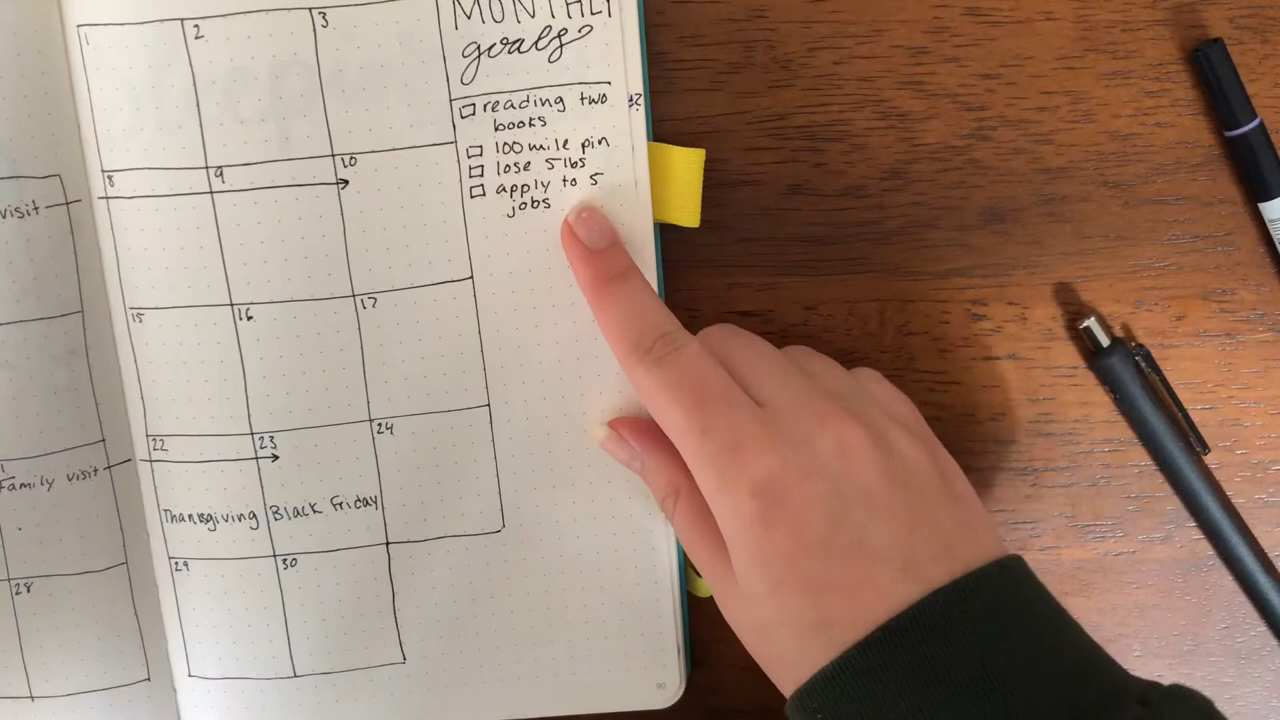 MONTHLY
goals
1
2
3
reading two
books
100 mile pin
lose 5 lbs
apply to 5
jobs
8
9
10
visit
15
16
17
22
23
24
Family visit
Thanksgiving
Black Friday
28
29
30
90